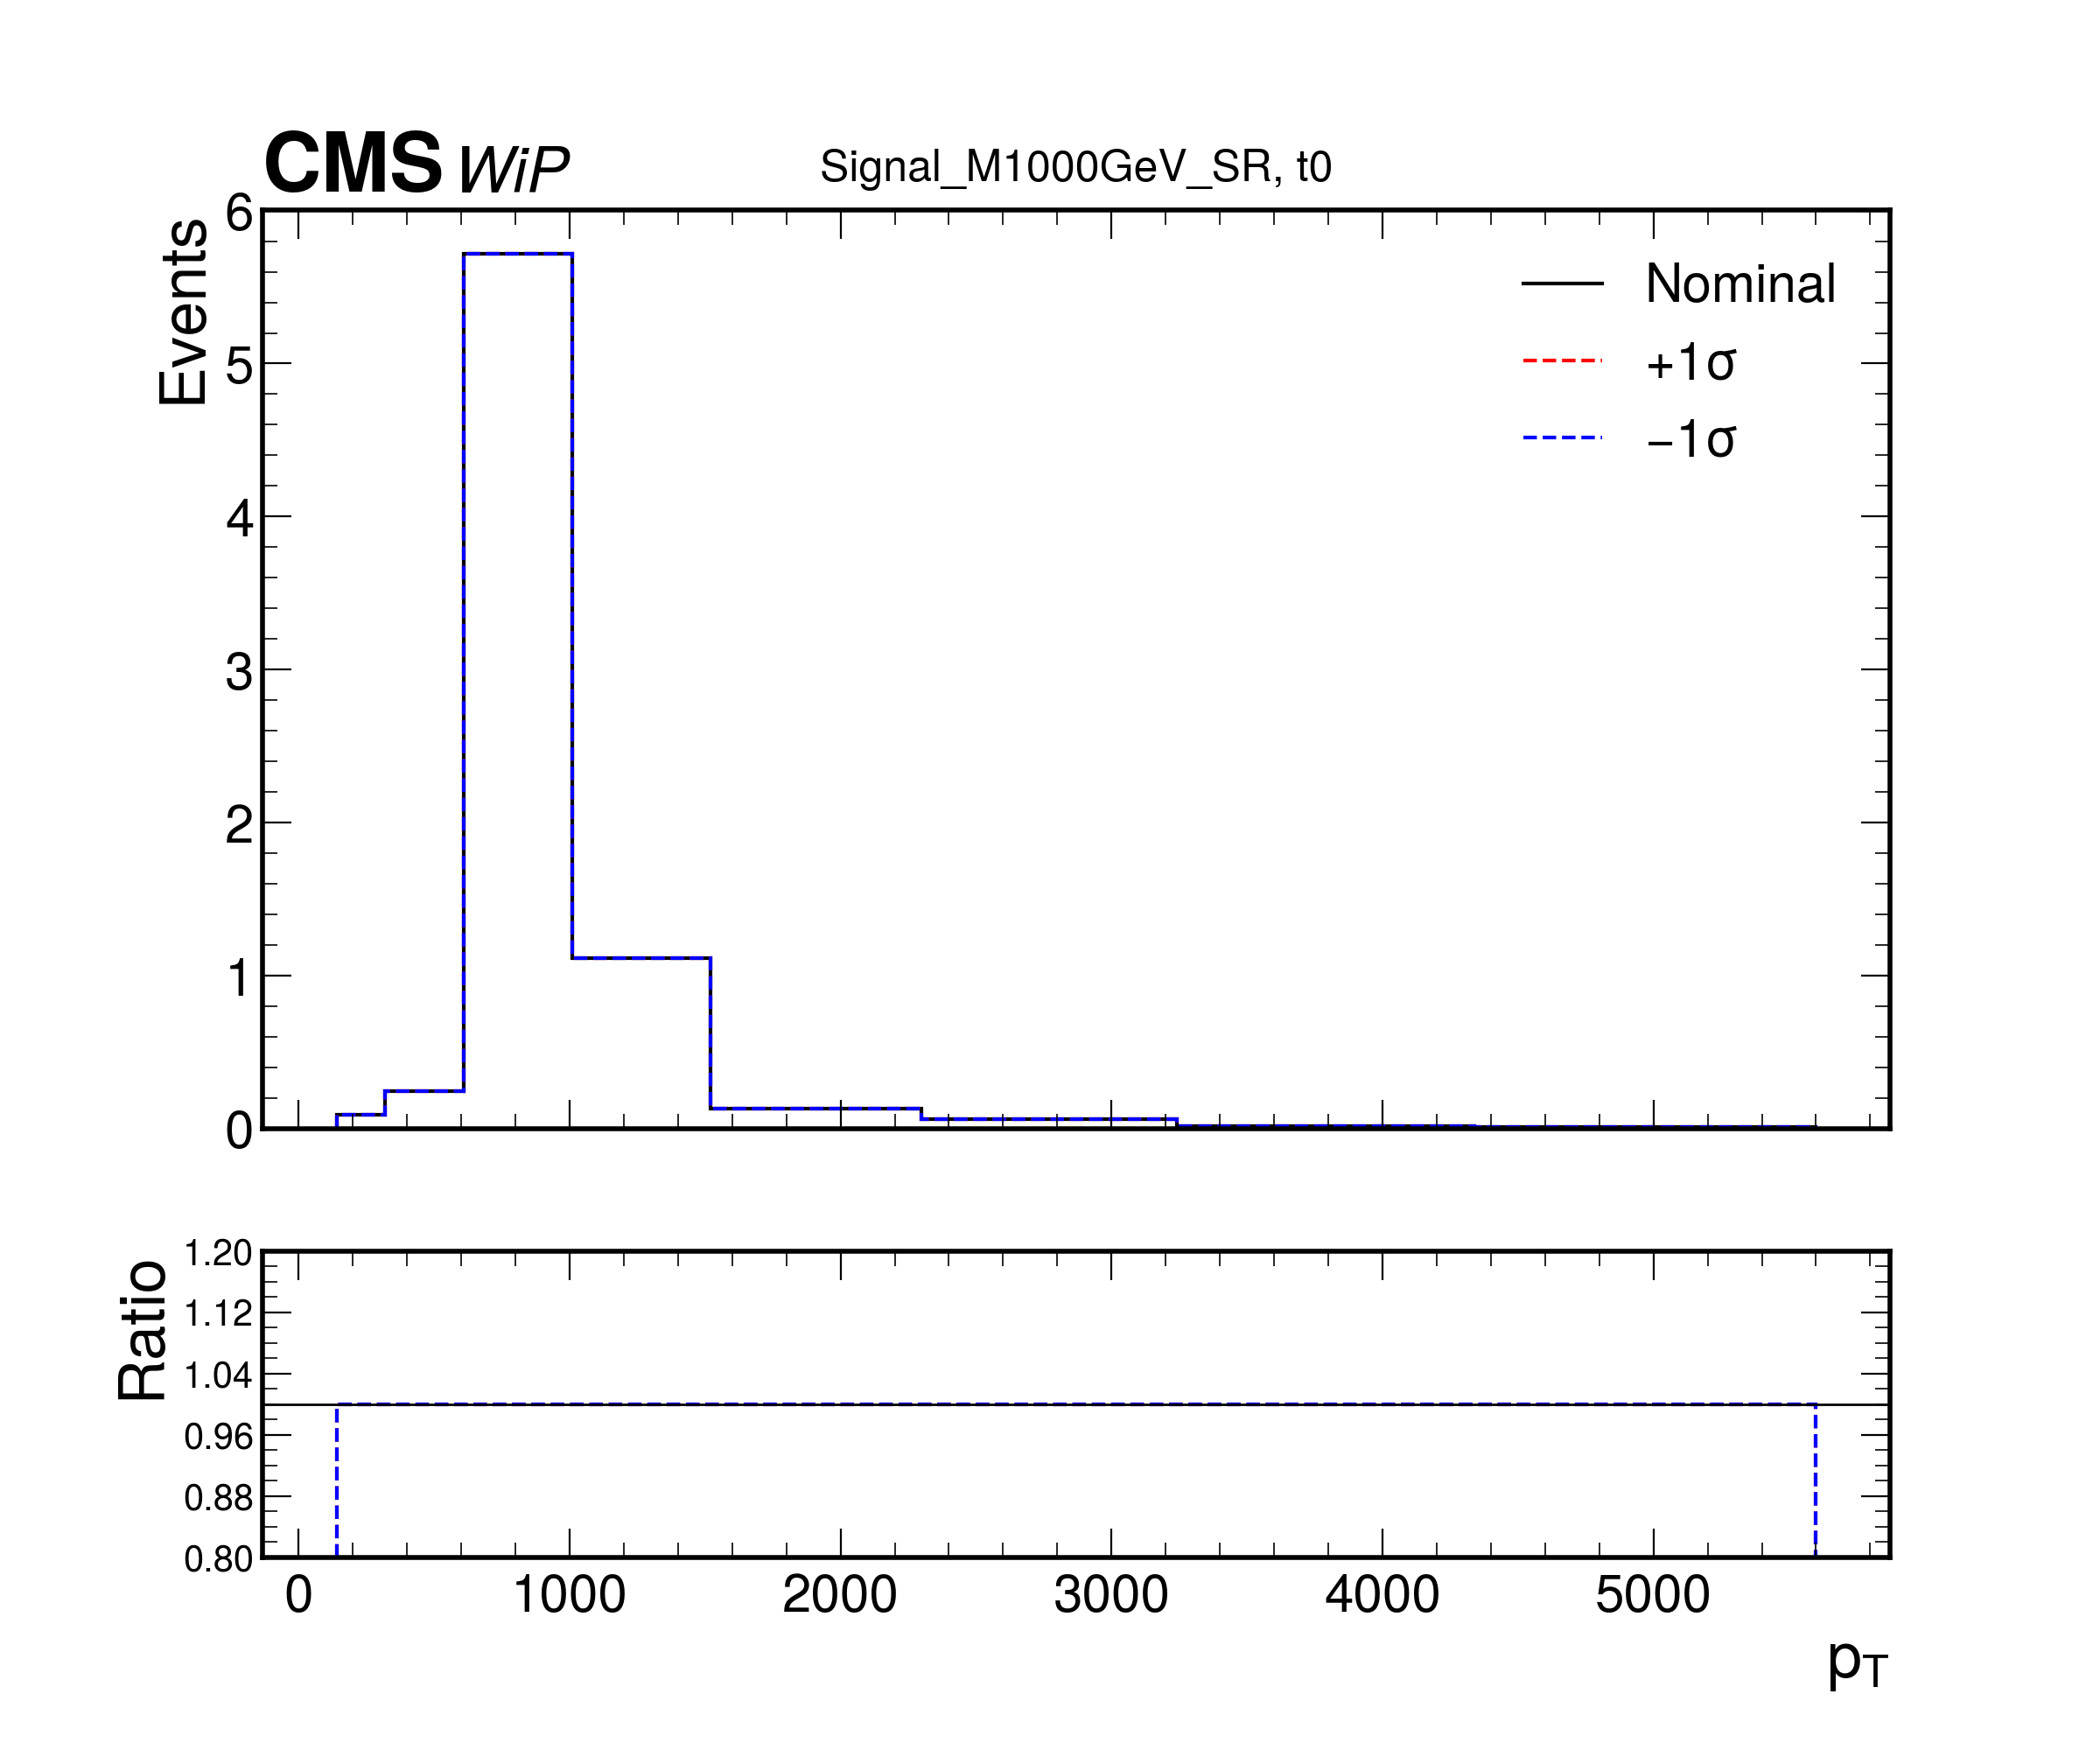 CMS WiP Signal_M1000GeV_SR, t0
Events
6
5
4
3
2
1
0
Nominal
+1σ
−1σ
Ratio
1.20
1.12
1.04
0.96
0.88
0.80
0 1000 2000 3000 4000 5000
pT